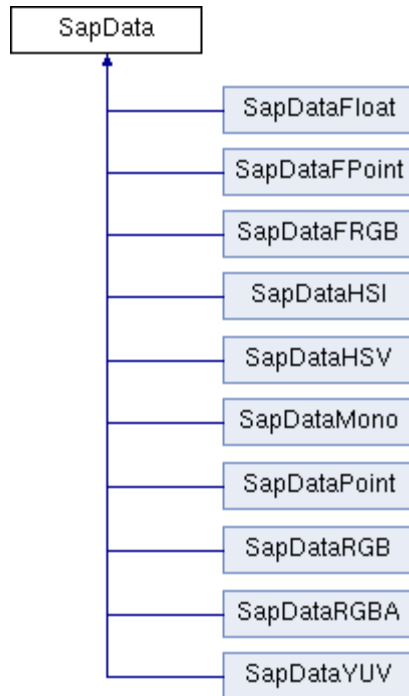 SapData
SapDataFloat
SapDataFPoint
SapDataFRGB
SapDataHSI
SapDataHSV
SapDataMono
SapDataPoint
SapDataRGB
SapDataRGBA
SapDataYUV